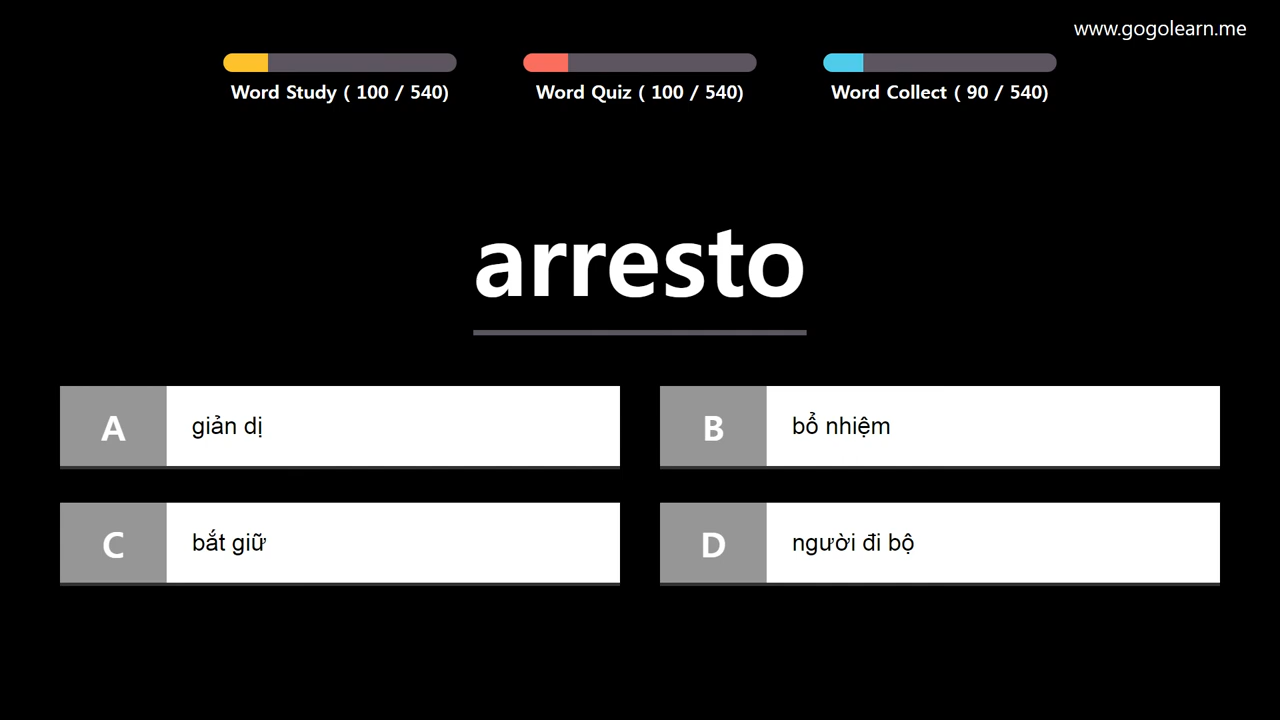 www.gogolearn.me
Word Study ( 100 / 540)
Word Quiz ( 100 / 540)
Word Collect ( 90 / 540)
arresto
A giản dị
B bổ nhiệm
C bắt giữ
D người đi bộ